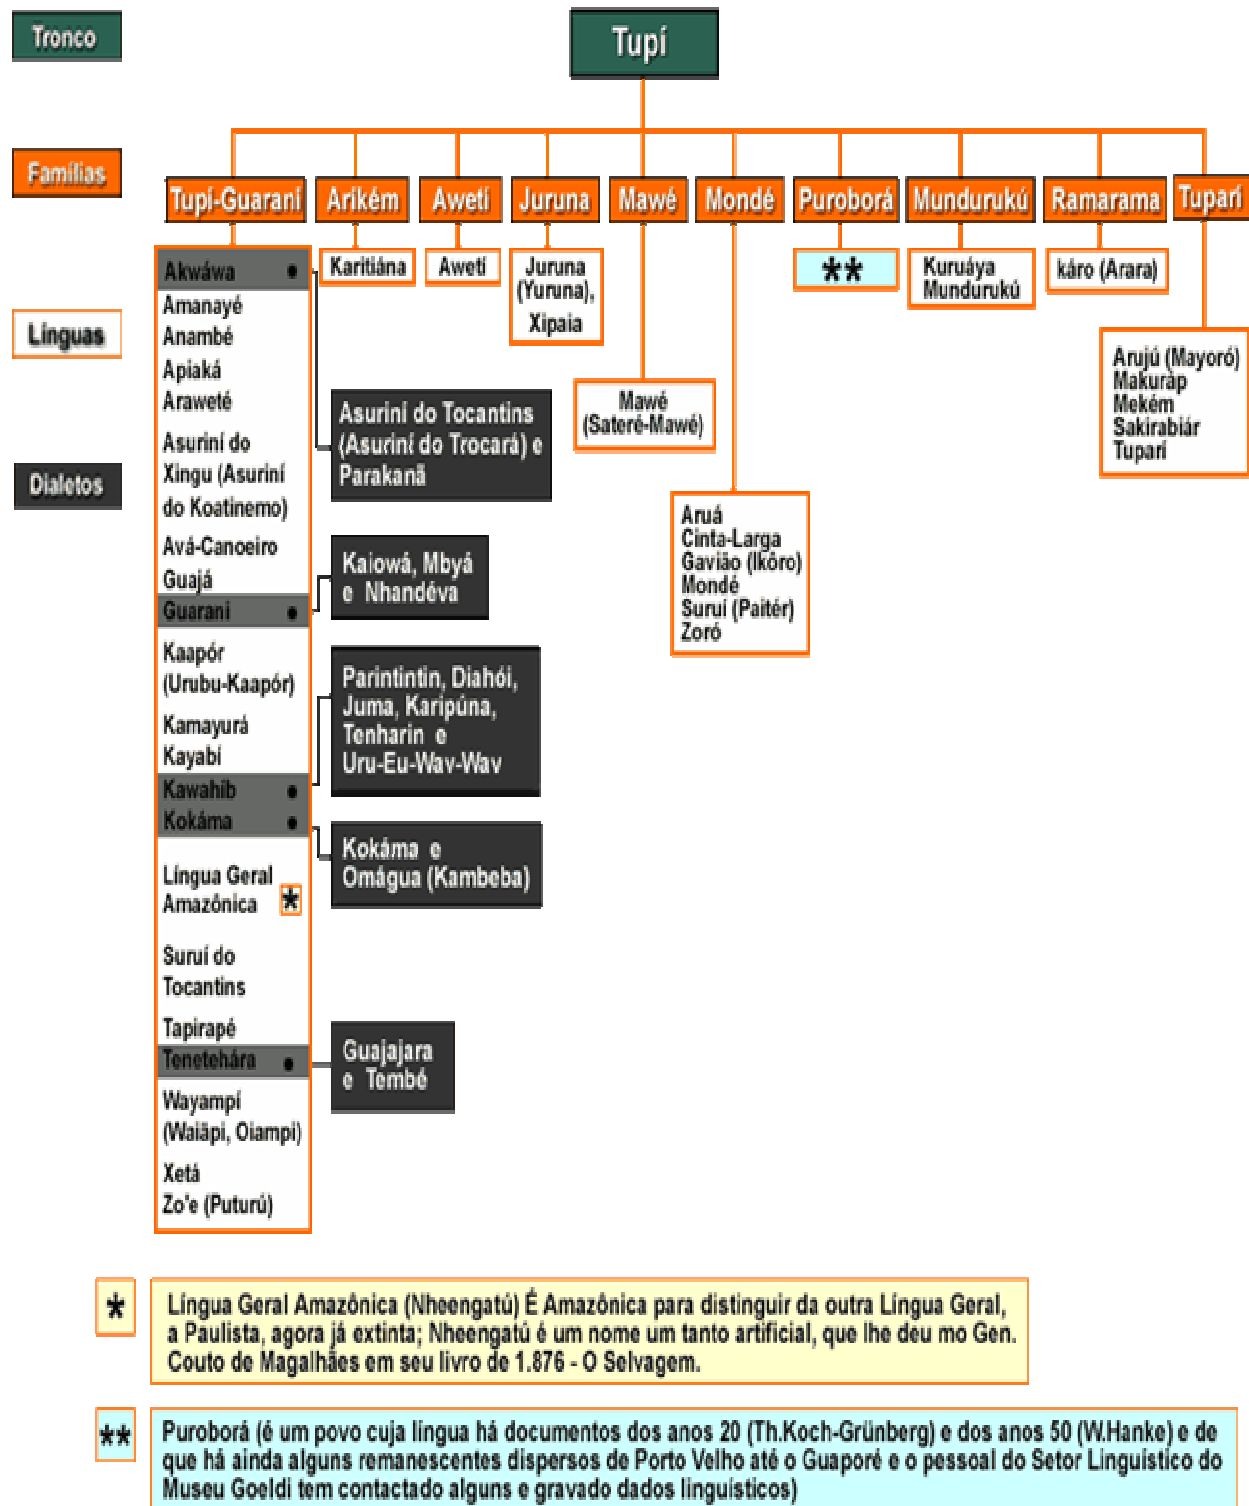 Tronco
Tupí
Famílias
Tupí-Guaraní
Arikém
Awetí
Juruna
Mawé
Mondé
Puroborá
Mundurukú
Ramarama
Tuparí
Línguas
Dialetos
Akwáwa
Amanayé
Anambé
Apiaká
Araweté
Asuriní do
Xingu (Asuriní
do Koatinemo)
Avá-Canoeiro
Guajá
Guarani
Kaapór
(Urubu-Kaapór)
Kamayurá
Kayabí
Kawahib
Kokáma
Língua Geral
Amazônica *
Suruí do
Tocantins
Tapirapé
Tenetehára
Wayampí
(Waiãpi, Oiampi)
Xetá
Zo'e (Puturú)
Asuriní do Tocantins
(Asuriní do Trocará) e
Parakanã
Kaiowá, Mbyá
e Nhandéva
Parintintin, Diahói,
Juma, Karipúna,
Tenharin e
Uru-Eu-Wav-Wav
Kokáma e
Omágua (Kambeba)
Guajajara
e Tembé
Karitiána
Awetí
Juruna
(Yuruna),
Xipaia
Mawé
(Sateré-Mawé)
Aruá
Cinta-Larga
Gavião (Ikôro)
Mondé
Suruí (Paitér)
Zoró
**
Kuruáya
Mundurukú
káro (Arara)
Arujú (Mayoró)
Makuráp
Mekém
Sakirabiár
Tuparí
*
Língua Geral Amazônica (Nheengatú) É Amazônica para distinguir da outra Língua Geral,
a Paulista, agora já extinta; Nheengatú é um nome um tanto artificial, que lhe deu mo Gen.
Couto de Magalhães em seu livro de 1.876 - O Selvagem.
**
Puroborá (é um povo cuja língua há documentos dos anos 20 (Th.Koch-Grünberg) e dos anos 50 (W.Hanke) e de
que há ainda alguns remanescentes dispersos de Porto Velho até o Guaporé e o pessoal do Setor Linguístico do
Museu Goeldi tem contactado alguns e gravado dados linguísticos)